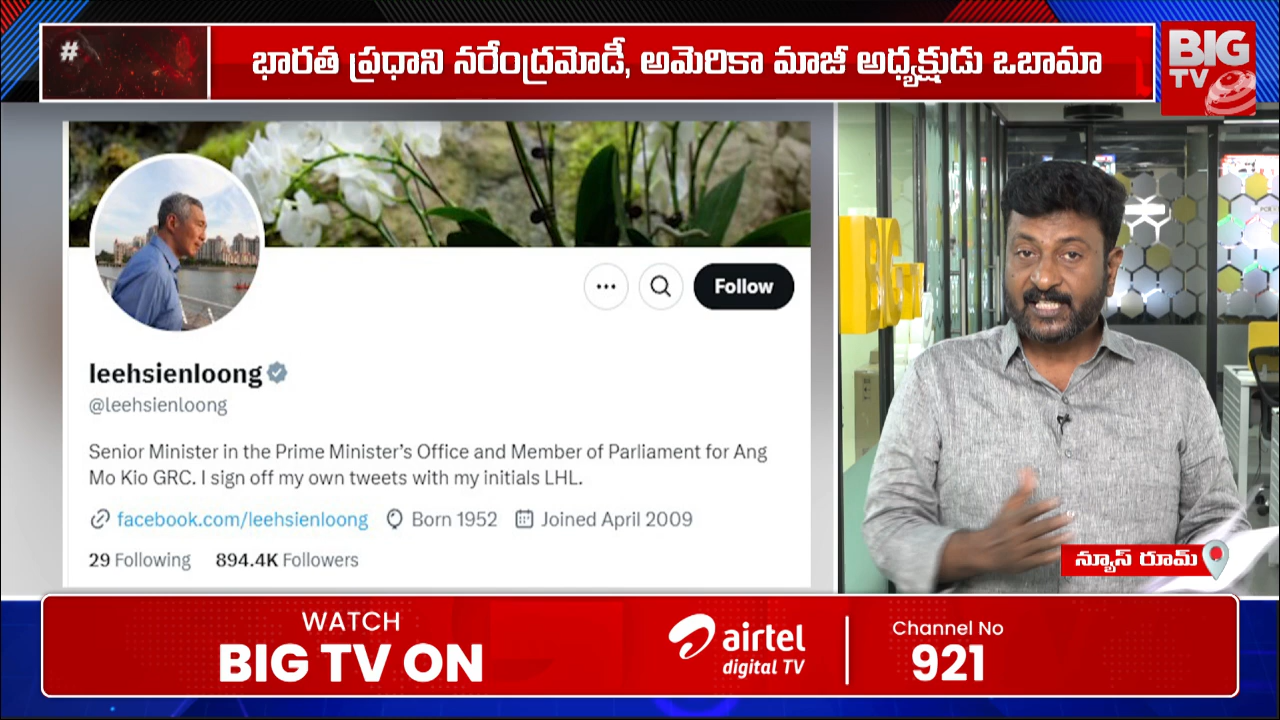 #
భారత ప్రధాని నరేంద్రమోడీ, అమెరికా మాజీ అధ్యక్షుడు ఒబామా
BIG
TV
Follow
leehsienloong
@leehsienloong
Senior Minister in the Prime Minister's Office and Member of Parliament for Ang
Mo Kio GRC. I sign off my own tweets with my initials LHL.
facebook.com/leehsienloong Born 1952 Joined April 2009
29 Following 894.4K Followers
BIG TV
న్యూస్ రూమ్
WATCH
BIG TV ON
airtel
digital TV
Channel No
921